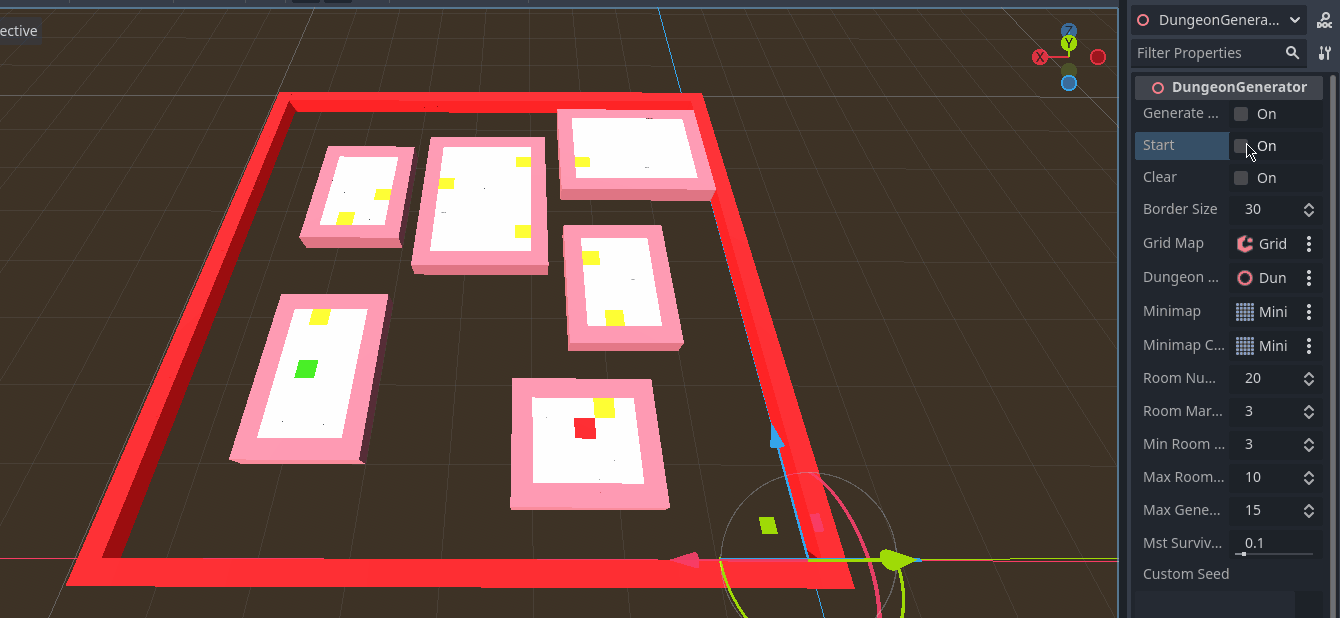 ective
X
Y
Z
DungeonGenera...
Filter Properties
DungeonGenerator
Generate ... On
Start On
Clear On
Border Size 30
Grid Map Grid
Dungeon ... Dun
Minimap Mini
Minimap C... Mini
Room Nu... 20
Room Mar... 3
Min Room ... 3
Max Room... 10
Max Gene... 15
Mst Surviv... 0.1
Custom Seed